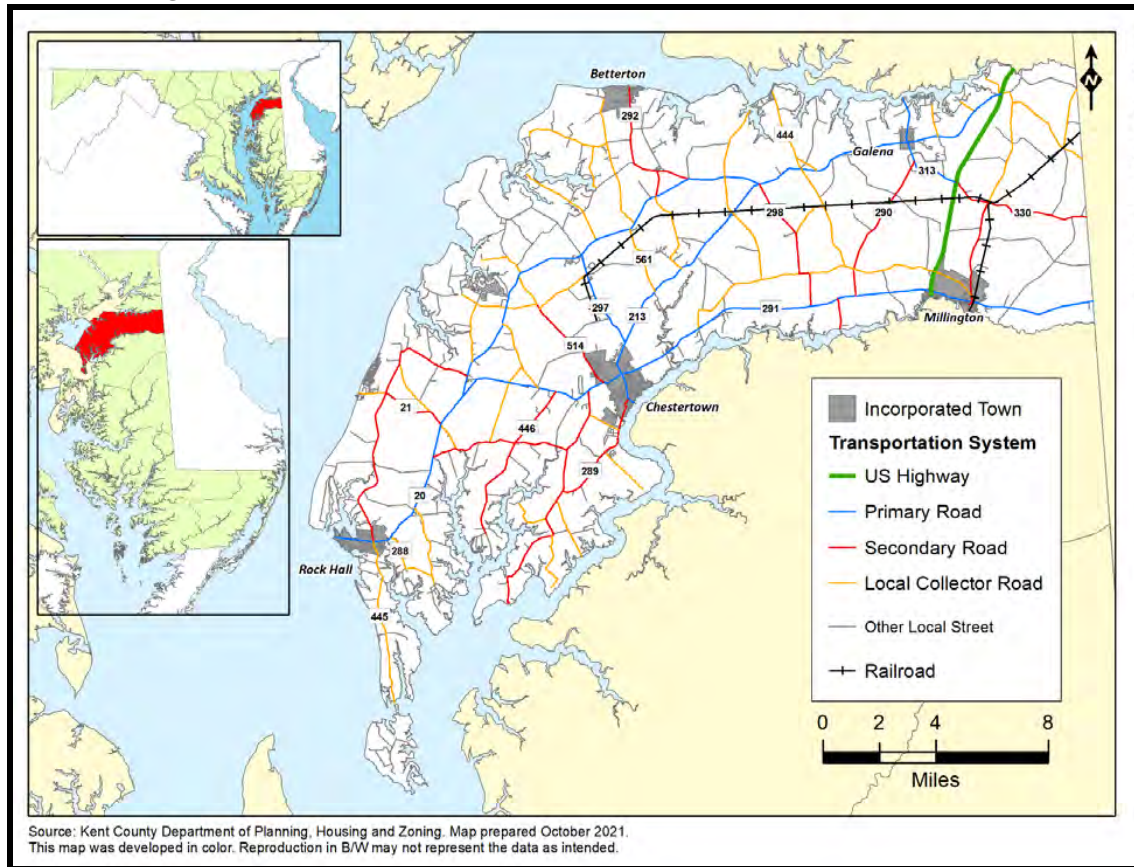 Betterton
N
292
444
Galena
313
298
290
330
561
297
213
291
Millington
514
Chestertown
21
446
289
20
288
Rock Hall
445
Incorporated Town
Transportation System
US Highway
Primary Road
Secondary Road
Local Collector Road
Other Local Street
Railroad
0 2 4 8
Miles
Source: Kent County Department of Planning, Housing and Zoning. Map prepared October 2021.
This map was developed in color. Reproduction in B/W may not represent the data as intended.